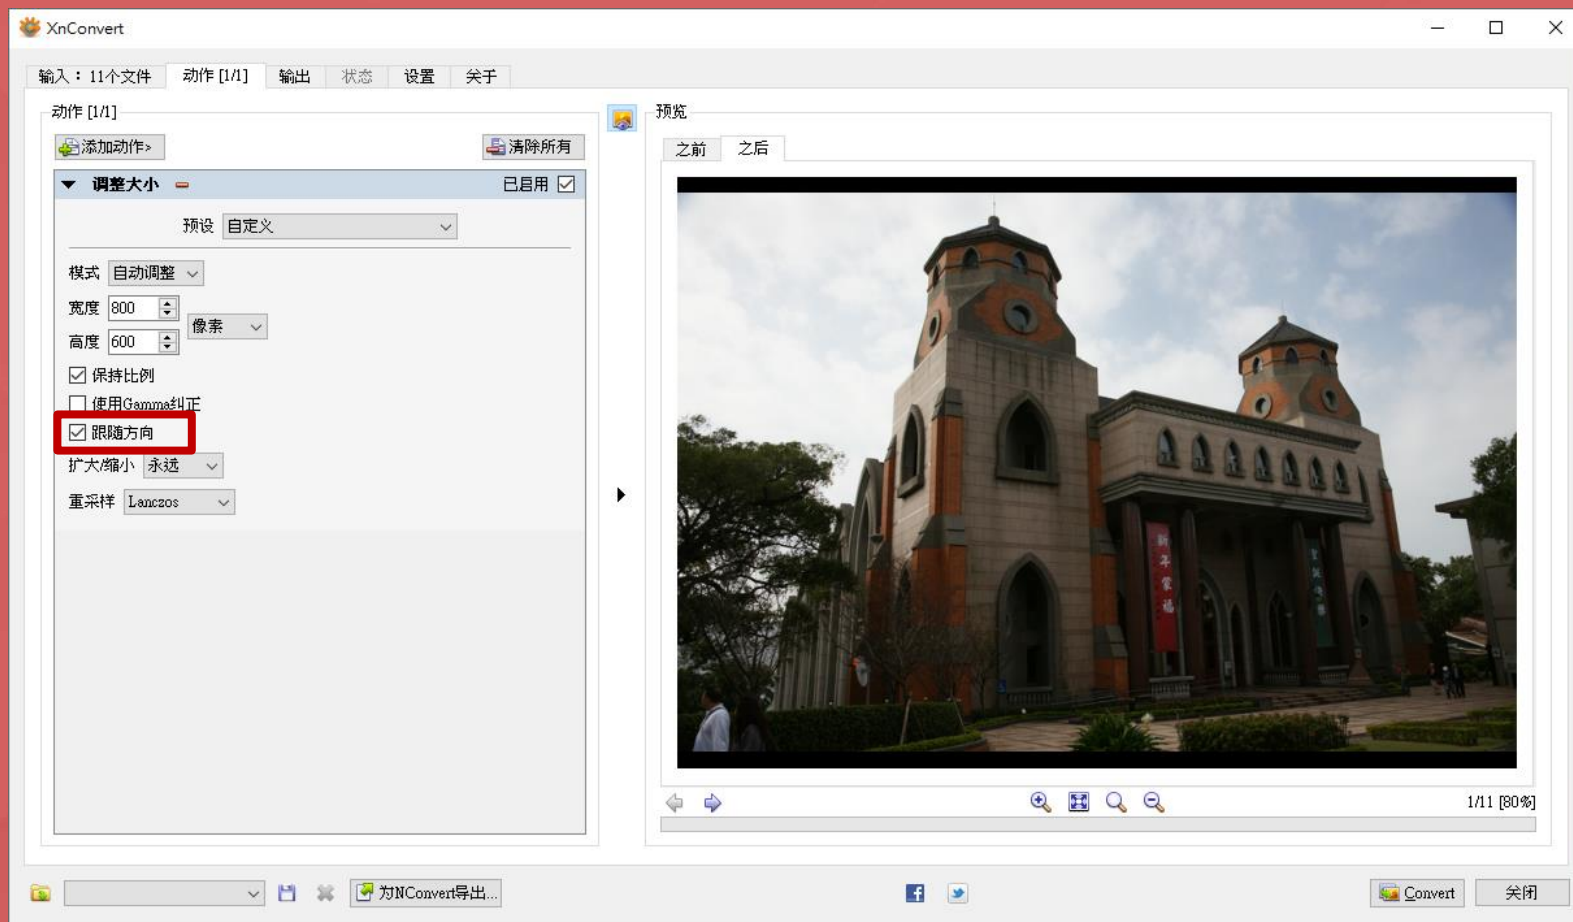 XnConvert
输入：11个文件 动作 [1/1] 输出 状态 设置 关于
动作 [1/1]
添加动作>
清除所有
调整大小
已启用
预设 自定义
模式 自动调整
宽度 800
像素
高度 600
保持比例
使用Gamma纠正
跟随方向
扩大/缩小 永远
重采样 Lanczos
预览
之前 之后
新年蒙福
1/11 [80%]
为NConvert导出...
Convert
关闭